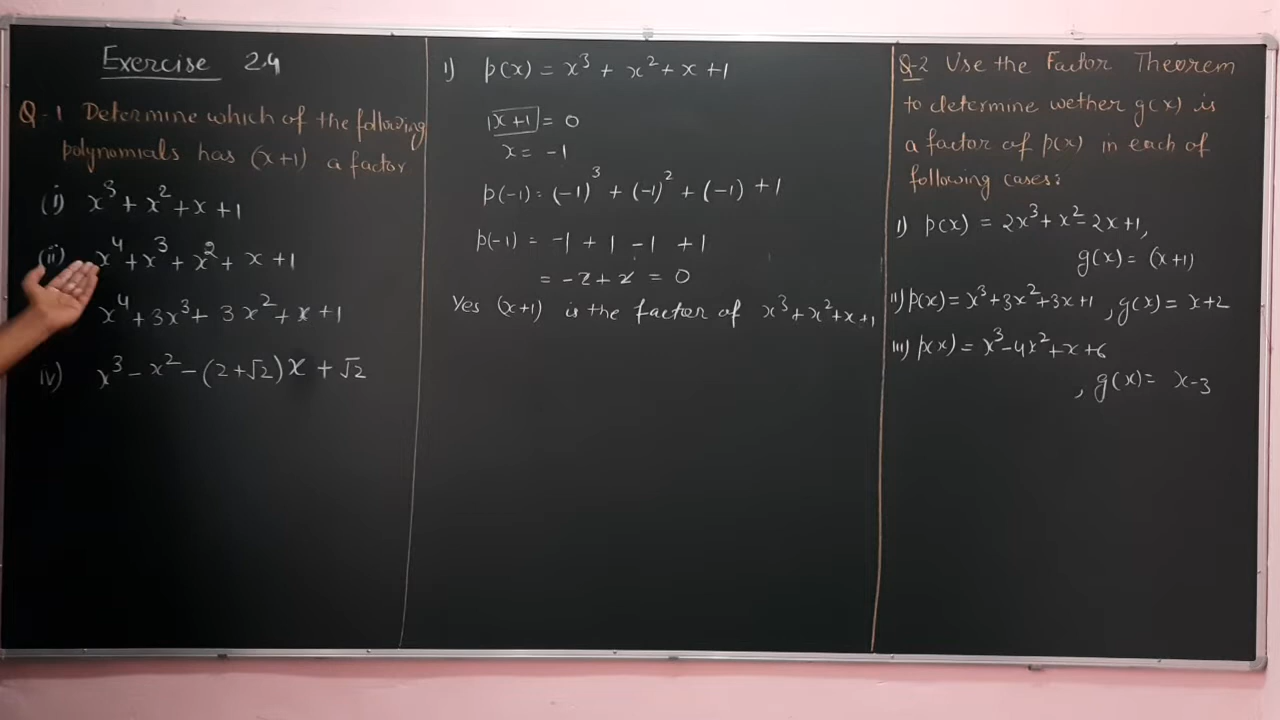 Exercise 2.4
Q-1 Determine which of the following
polynomials has (x+1) a factor
(i) x³ + x² + x + 1
(ii) x⁴ + x³ + x² + x + 1
x⁴ + 3x³ + 3x² + x + 1
iv) x³ - x² - (2+√2)x + √2
1) p(x) = x³ + x² + x + 1
x+1 = 0
x = -1
p(-1) = (-1)³ + (-1)² + (-1) + 1
p(-1) = -1 + 1 - 1 + 1
= -2 + 2 = 0
Yes (x+1) is the factor of x³+x²+x+1
Q-2 Use the Factor Theorem
to determine wether g(x) is
a factor of p(x) in each of
following cases:
i) p(x) = 2x³ + x² - 2x + 1,
g(x) = (x+1)
ii) p(x) = x³ + 3x² + 3x + 1, g(x) = x+2
iii) p(x) = x³ - 4x² + x + 6
, g(x) = x-3